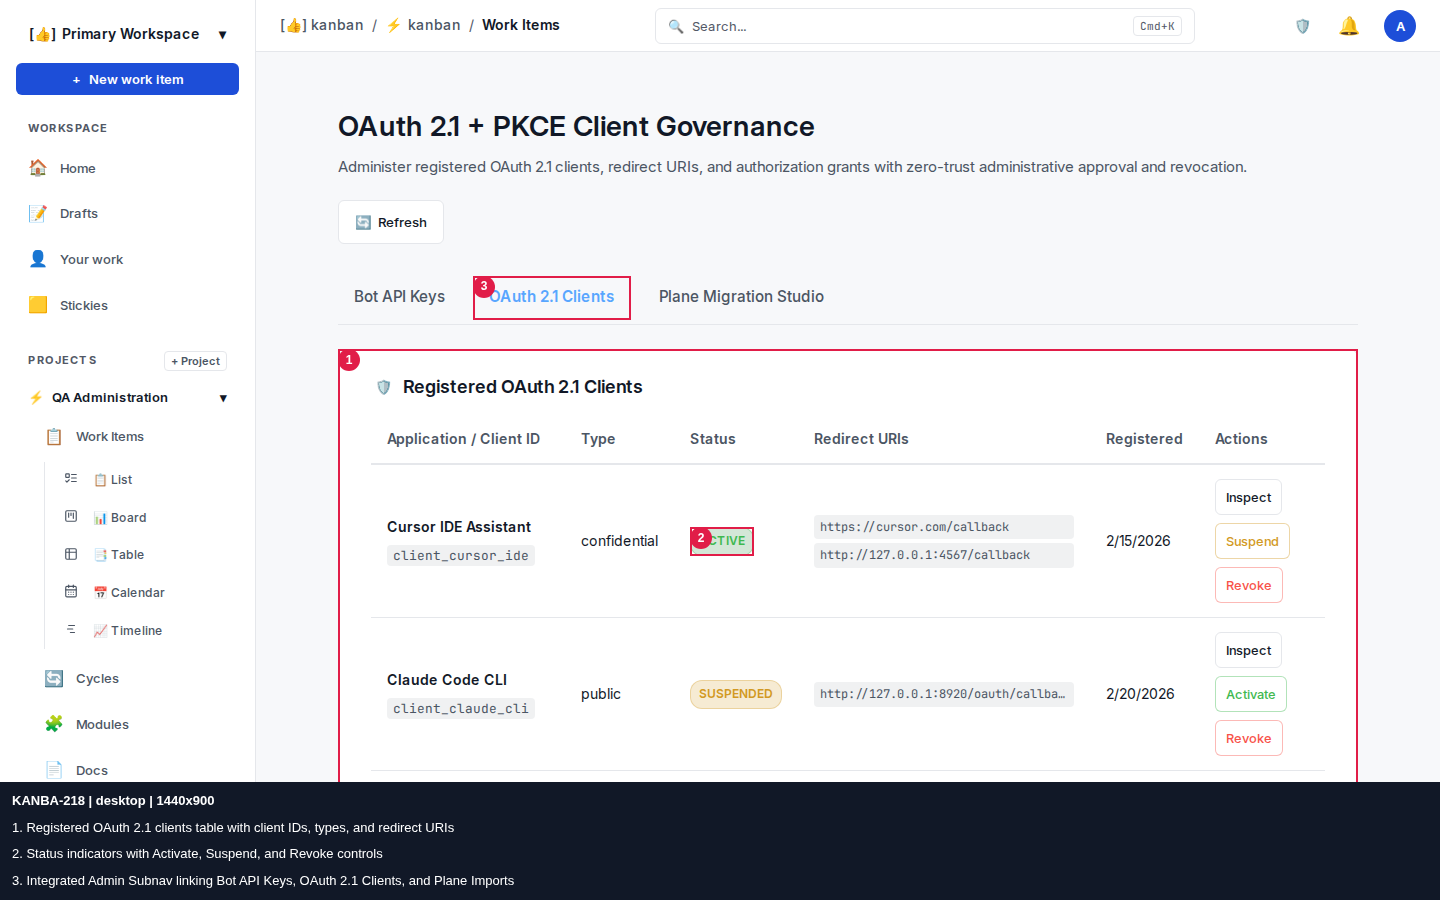 [👍] Primary Workspace ▼
[👍] kanban / ⚡ kanban / Work Items
🔍 Search... Cmd+K
A
+ New work item
WORKSPACE
🏠 Home
📝 Drafts
👤 Your work
🟨 Stickies
PROJECTS + Project
⚡ QA Administration ▼
📋 Work Items
📋 List
📊 Board
📑 Table
📅 Calendar
📈 Timeline
🔄 Cycles
🧩 Modules
📄 Docs
OAuth 2.1 + PKCE Client Governance
Administer registered OAuth 2.1 clients, redirect URIs, and authorization grants with zero-trust administrative approval and revocation.
🔄 Refresh
Bot API Keys 3 OAuth 2.1 Clients Plane Migration Studio
1
🛡️ Registered OAuth 2.1 Clients
Application / Client ID Type Status Redirect URIs Registered Actions
Cursor IDE Assistant
client_cursor_ide
confidential
2 CTIVE
https://cursor.com/callback
http://127.0.0.1:4567/callback
2/15/2026
Inspect
Suspend
Revoke
Claude Code CLI
client_claude_cli
public
SUSPENDED
http://127.0.0.1:8920/oauth/callba…
2/20/2026
Inspect
Activate
Revoke
KANBA-218 | desktop | 1440x900
1. Registered OAuth 2.1 clients table with client IDs, types, and redirect URIs
2. Status indicators with Activate, Suspend, and Revoke controls
3. Integrated Admin Subnav linking Bot API Keys, OAuth 2.1 Clients, and Plane Imports